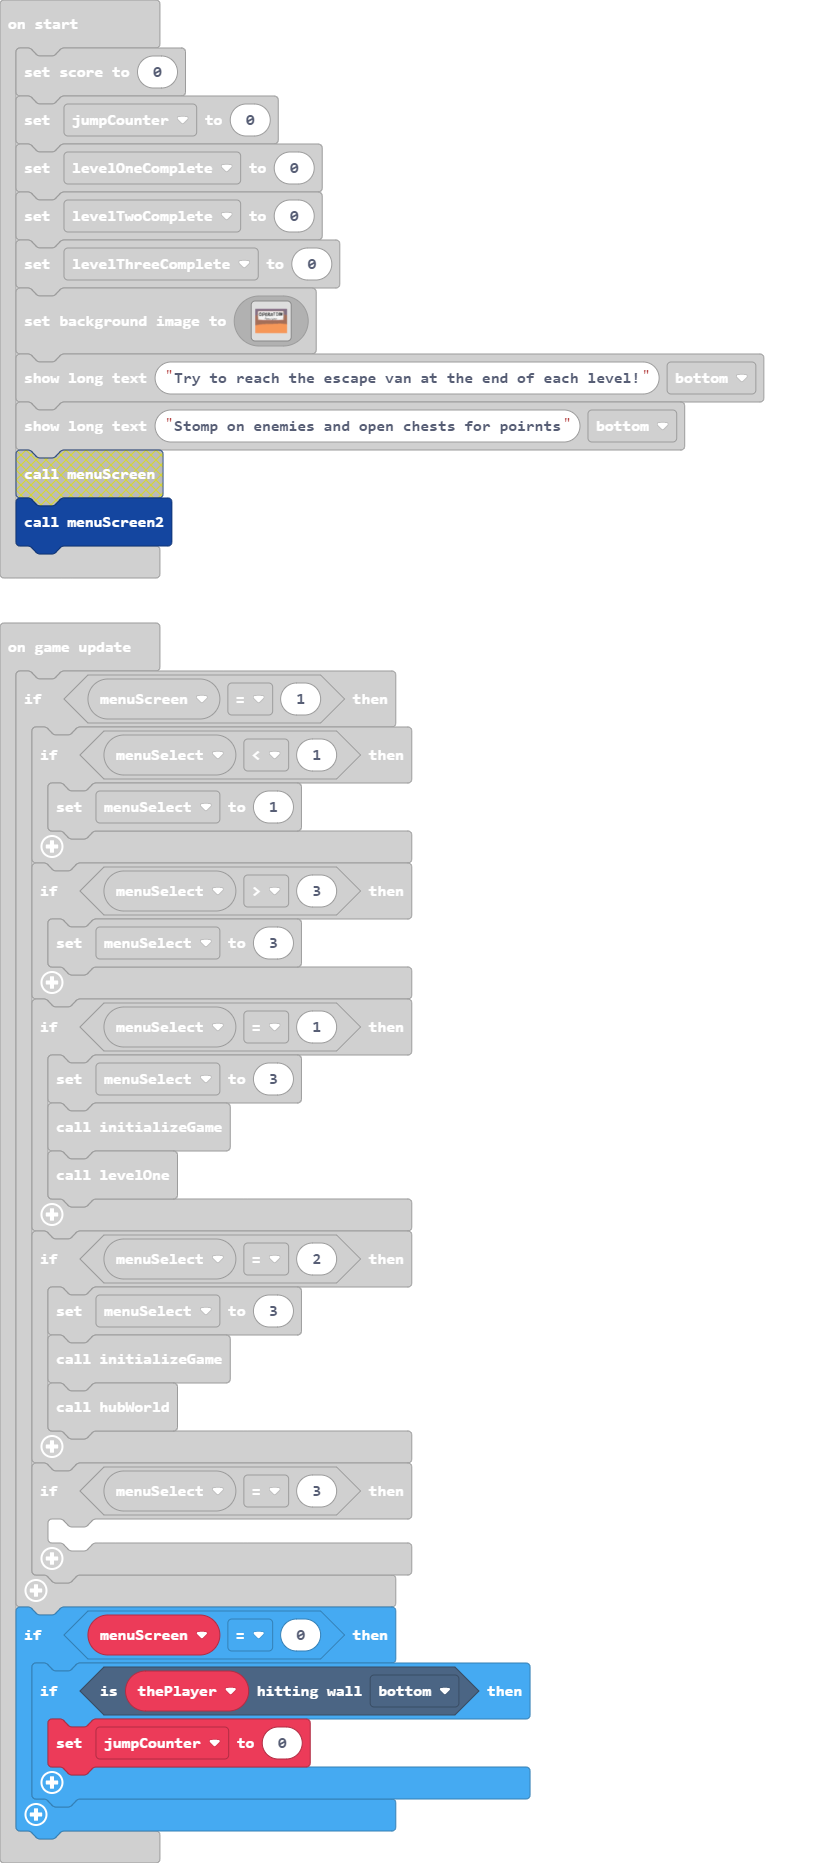 on start
set score to 0
set jumpCounter to 0
set levelOneComplete to 0
set levelTwoComplete to 0
set levelThreeComplete to 0
set background image to
show long text "Try to reach the escape van at the end of each level!" bottom
show long text "Stomp on enemies and open chests for poirnts" bottom
call menuScreen
call menuScreen2
on game update
if menuScreen = 1 then
if menuSelect < 1 then
set menuSelect to 1
if menuSelect > 3 then
set menuSelect to 3
if menuSelect = 1 then
set menuSelect to 3
call initializeGame
call levelOne
if menuSelect = 2 then
set menuSelect to 3
call initializeGame
call hubWorld
if menuSelect = 3 then
if menuScreen = 0 then
if is thePlayer hitting wall bottom then
set jumpCounter to 0